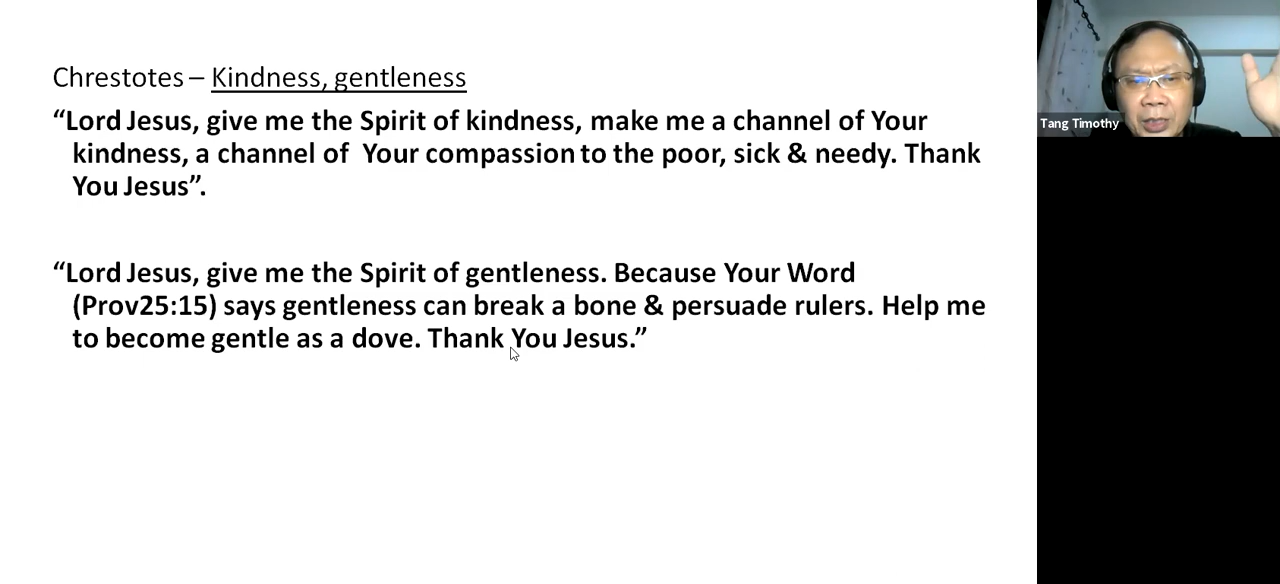 Chrestotes – Kindness, gentleness
“Lord Jesus, give me the Spirit of kindness, make me a channel of Your
kindness, a channel of Your compassion to the poor, sick & needy. Thank
You Jesus”.
“Lord Jesus, give me the Spirit of gentleness. Because Your Word
(Prov25:15) says gentleness can break a bone & persuade rulers. Help me
to become gentle as a dove. Thank You Jesus.”
Tang Timothy